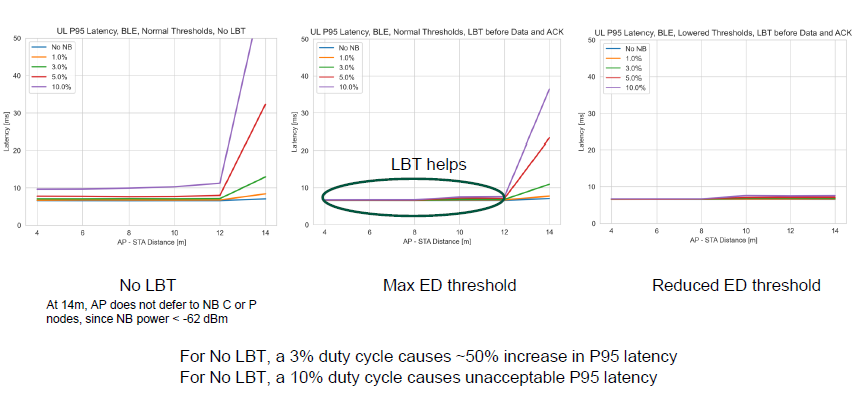 UL P95 Latency, BLE, Normal Thresholds, No LBT
50
40
30
20
10
0
Latency [ms]
No NB
1.0%
3.0%
5.0%
10.0%
4
6
8
10
12
14
AP - STA Distance [m]
UL P95 Latency, BLE, Normal Thresholds, LBT before Data and ACK
50
40
30
20
10
0
Latency [ms]
No NB
1.0%
3.0%
5.0%
10.0%
LBT helps
4
6
8
10
12
14
AP - STA Distance [m]
UL P95 Latency, BLE, Lowered Thresholds, LBT before Data and ACK
50
40
30
20
10
0
Latency [ms]
No NB
1.0%
3.0%
5.0%
10.0%
4
6
8
10
12
14
AP - STA Distance [m]
No LBT
At 14m, AP does not defer to NB C or P
nodes, since NB power < -62 dBm
Max ED threshold
Reduced ED threshold
For No LBT, a 3% duty cycle causes ~50% increase in P95 latency
For No LBT, a 10% duty cycle causes unacceptable P95 latency